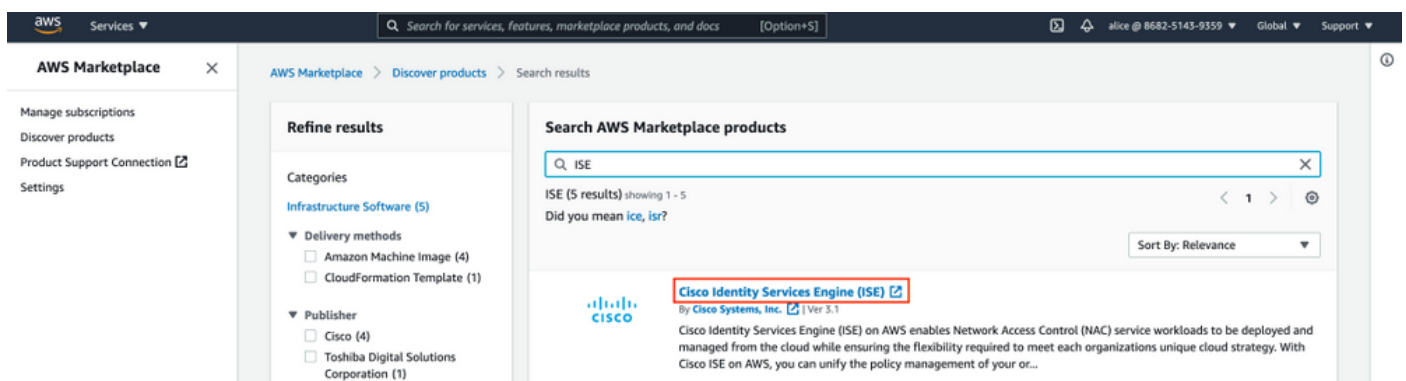 aws
Services ▼
Search for services, features, marketplace products, and docs [Option+S]
alice @ 8682-5143-9359 ▼
Global ▼
Support ▼
AWS Marketplace
Manage subscriptions
Discover products
Product Support Connection
Settings
AWS Marketplace > Discover products > Search results
Refine results
Categories
Infrastructure Software (5)
▼ Delivery methods
Amazon Machine Image (4)
CloudFormation Template (1)
▼ Publisher
Cisco (4)
Toshiba Digital Solutions
Corporation (1)
Search AWS Marketplace products
ISE
ISE (5 results) showing 1 - 5
< 1 >
Did you mean ice, isr?
Sort By: Relevance ▼
CISCO
Cisco Identity Services Engine (ISE)
By Cisco Systems, Inc. | Ver 3.1
Cisco Identity Services Engine (ISE) on AWS enables Network Access Control (NAC) service workloads to be deployed and
managed from the cloud while ensuring the flexibility required to meet each organizations unique cloud strategy. With
Cisco ISE on AWS, you can unify the policy management of your or...